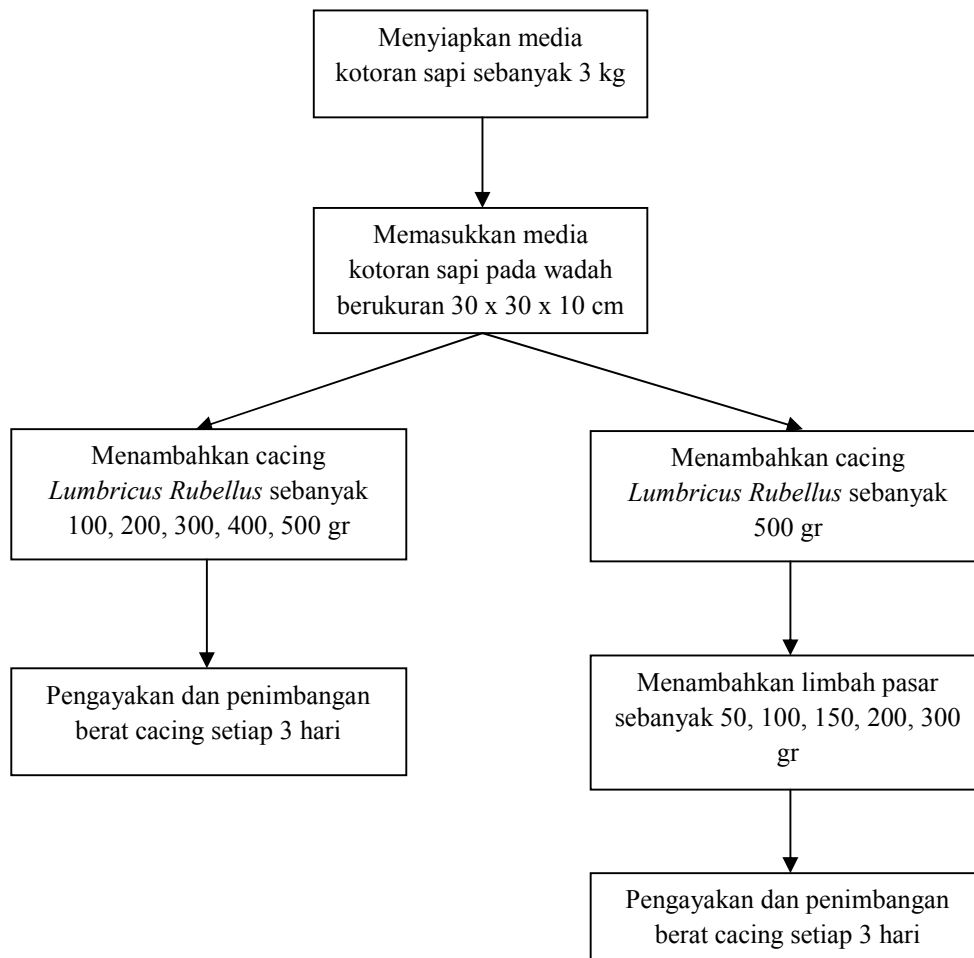 Menyiapkan media
kotoran sapi sebanyak 3 kg
Memasukkan media
kotoran sapi pada wadah
berukuran 30 x 30 x 10 cm
Menambahkan cacing
Lumbricus Rubellus sebanyak
100, 200, 300, 400, 500 gr
Pengayakan dan penimbangan
berat cacing setiap 3 hari
Menambahkan cacing
Lumbricus Rubellus sebanyak
500 gr
Menambahkan limbah pasar
sebanyak 50, 100, 150, 200, 300
gr
Pengayakan dan penimbangan
berat cacing setiap 3 hari